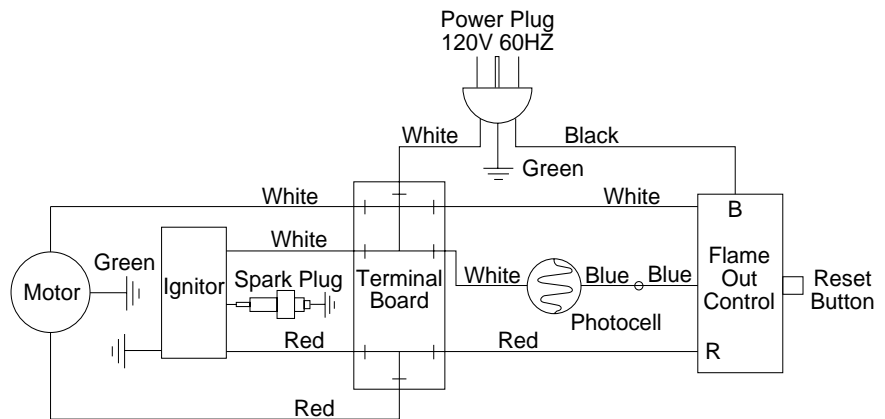 Power Plug
120V 60HZ
White
Black
Green
White
White
B
White
Green
Ignitor
Spark Plug
Terminal
Board
White
Blue
Blue
Flame
Out
Control
Motor
Photocell
Reset
Button
Red
Red
R
Red